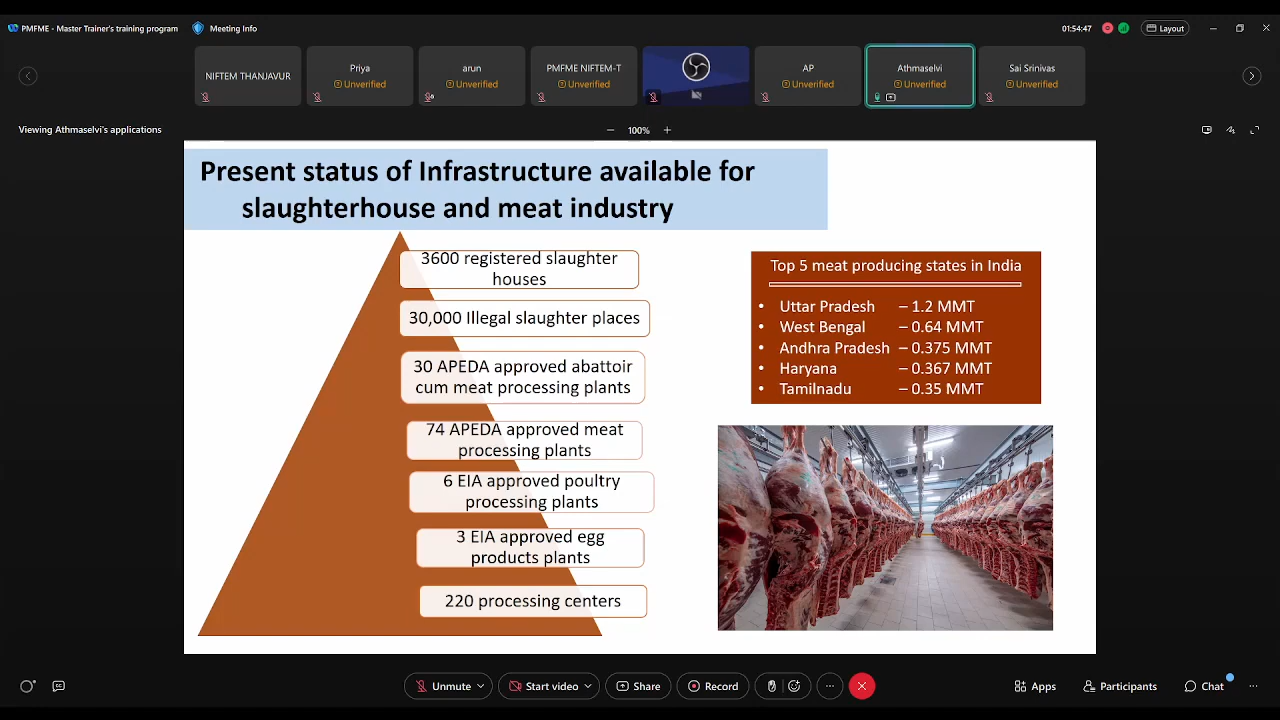 PMFME - Master Trainer's training program
Meeting Info
01:54:47
Layout
NIFTEM THANJAVUR
Priya
Unverified
arun
Unverified
PMFME NIFTEM-T
Unverified
AP
Unverified
Athmaselvi
Unverified
Sai Srinivas
Unverified
Viewing Athmaselvi's applications
100%
Present status of Infrastructure available for
slaughterhouse and meat industry
3600 registered slaughter
houses
30,000 Illegal slaughter places
30 APEDA approved abattoir
cum meat processing plants
74 APEDA approved meat
processing plants
6 EIA approved poultry
processing plants
3 EIA approved egg
products plants
220 processing centers
Top 5 meat producing states in India
• Uttar Pradesh – 1.2 MMT
• West Bengal – 0.64 MMT
• Andhra Pradesh – 0.375 MMT
• Haryana – 0.367 MMT
• Tamilnadu – 0.35 MMT
Unmute
Start video
Share
Record
Apps
Participants
Chat